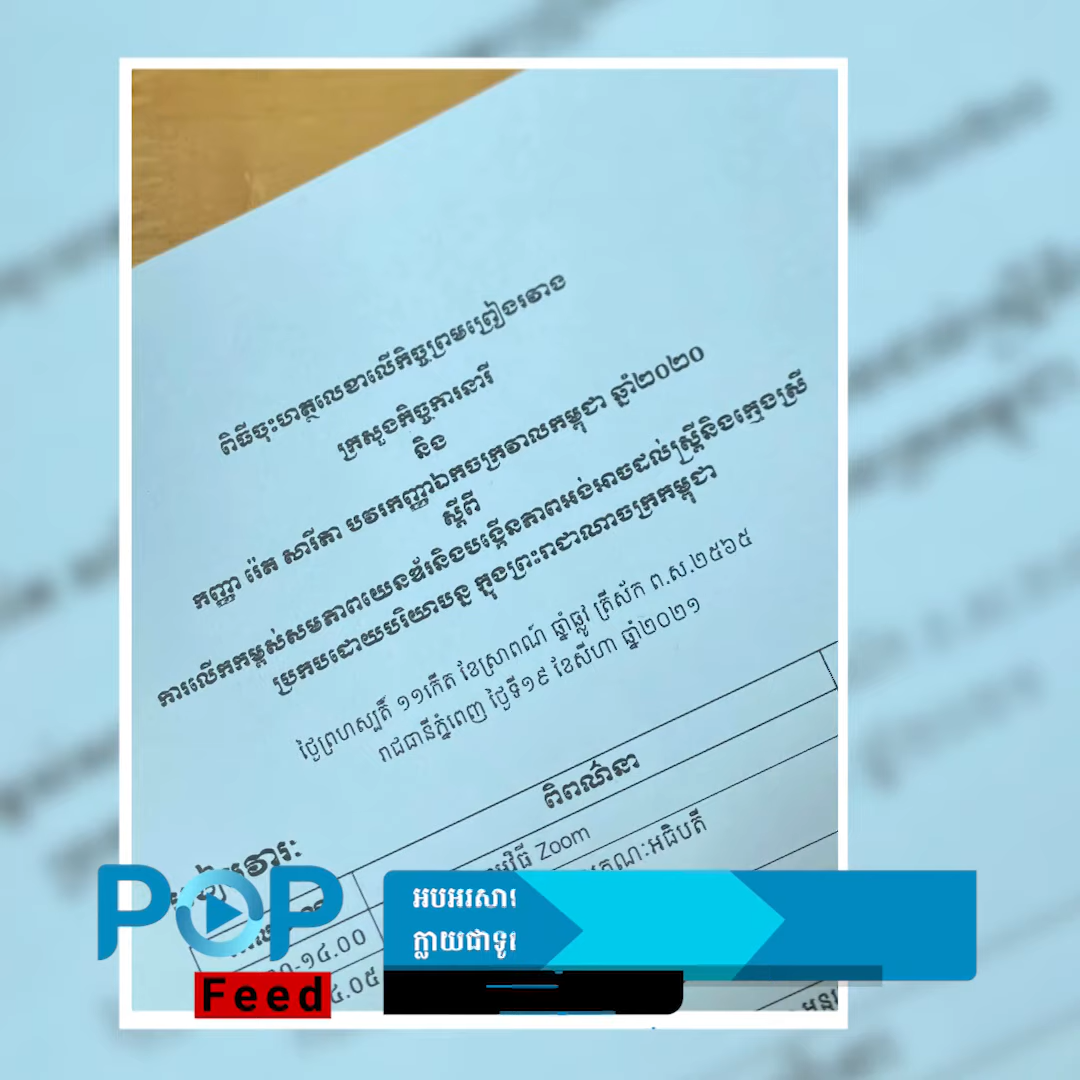 ពិធីចុះហត្ថលេខាលើកិច្ចព្រមព្រៀងរវាង
ក្រសួងកិច្ចការនារី
និង
កញ្ញា រ៉េត សារីតា បវរកញ្ញាឯកចក្រវាលកម្ពុជា ឆ្នាំ២០២០
ស្តីពី
ការលើកកម្ពស់សមភាពយេនឌ័រនិងបង្កើនភាពអង់អាចដល់ស្ត្រីនិងក្មេងស្រី
ប្រកបដោយបរិយាបន្ន ក្នុងព្រះរាជាណាចក្រកម្ពុជា
ថ្ងៃព្រហស្បតិ៍ ១១កើត ខែស្រាពណ៍ ឆ្នាំឆ្លូវ ត្រីស័ក ព.ស.២៥៦៥
រាជធានីភ្នំពេញ ថ្ងៃទី១៩ ខែសីហា ឆ្នាំ២០២១
ពិពណ៌នា
Zoom
អធិបតី
-១៤.00
៤.០៥
POP
Feed
អបអរសារ
ក្លាយជាទូ